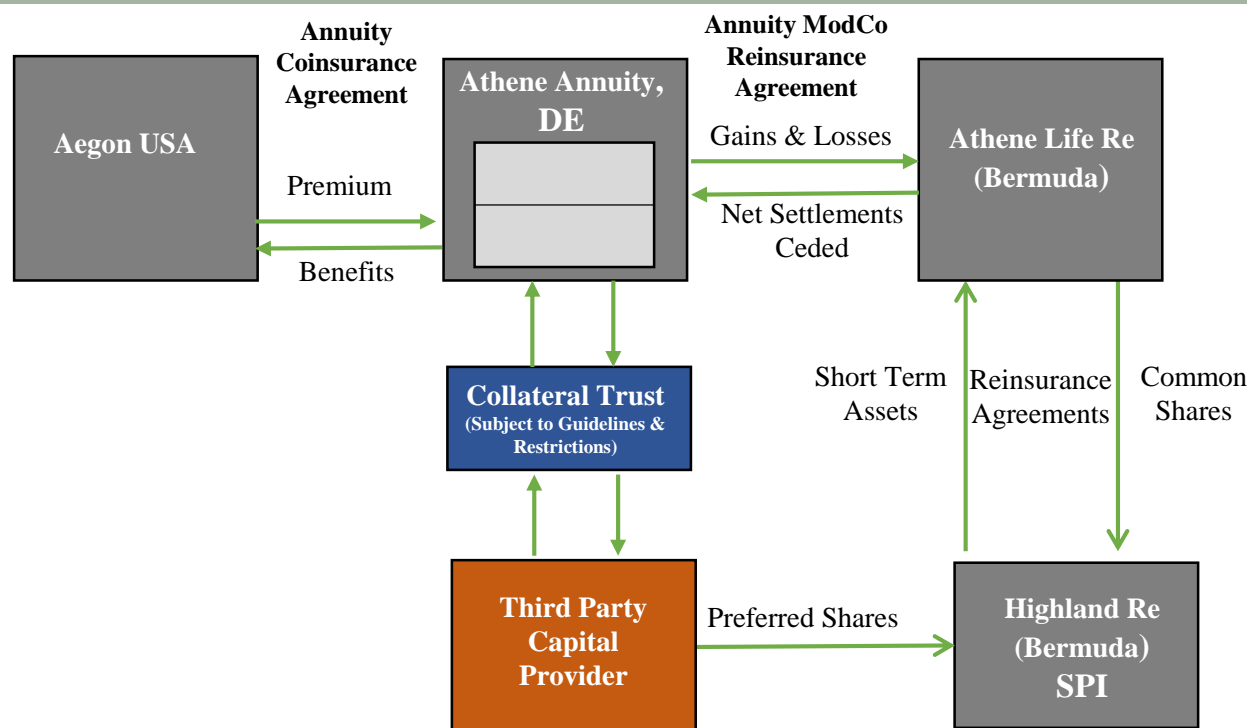 Annuity
Coinsurance
Agreement
Annuity ModCo
Reinsurance
Agreement
Aegon USA
Athene Annuity,
DE
Athene Life Re
(Bermuda)
Premium
Benefits
Gains & Losses
Net Settlements
Ceded
Collateral Trust
(Subject to Guidelines &
Restrictions)
Short Term
Assets
Reinsurance
Agreements
Common
Shares
Third Party
Capital
Provider
Preferred Shares
Highland Re
(Bermuda)
SPI